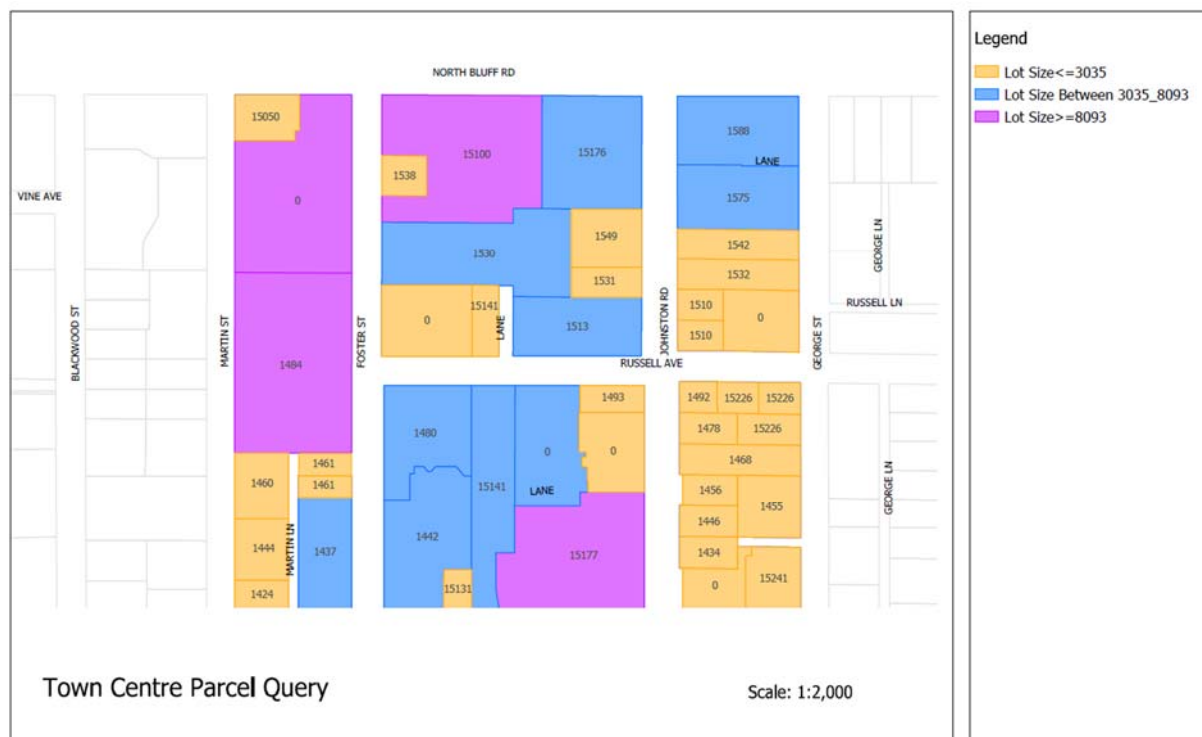 NORTH BLUFF RD
Legend
Lot Size<=3035
Lot Size Between 3035_8093
Lot Size>=8093
15050
15100
15176
1588
LANE
1538
1575
VINE AVE
0
1549
1542
GEORGE LN
1530
1532
1531
RUSSELL LN
0
15141
LANE
1513
1510
0
1510
BLACKWOOD ST
MARTIN ST
FOSTER ST
JOHNSTON RD
GEORGE ST
1484
RUSSELL AVE
1493
1492
15226
15226
1480
0
0
1478
15226
1461
1468
1460
1461
15141
LANE
1456
1455
GEORGE LN
1446
1444
MARTIN LN
1437
1442
15177
1434
1424
15131
0
15241
Town Centre Parcel Query
Scale: 1:2,000